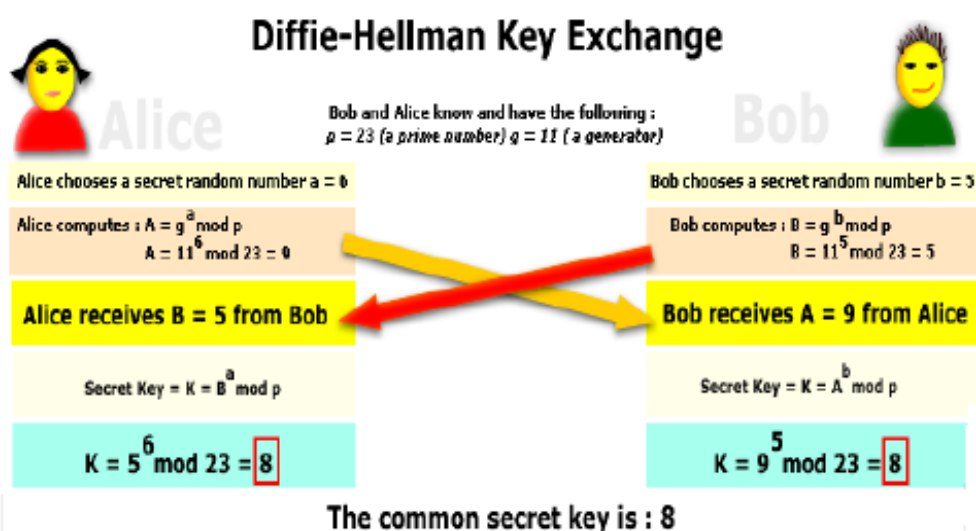 Diffie-Hellman Key Exchange
Alice
Bob
Bob and Alice know and have the following :
p = 23 (a prime number) g = 11 ( a generator)
Alice chooses a secret random number a = 6
Bob chooses a secret random number b = 5
Alice computes : A = g^a mod p
A = 11^6 mod 23 = 9
Bob computes : B = g^b mod p
B = 11^5 mod 23 = 5
Alice receives B = 5 from Bob
Bob receives A = 9 from Alice
Secret Key = K = B^a mod p
Secret Key = K = A^b mod p
K = 5^6 mod 23 = 8
K = 9^5 mod 23 = 8
The common secret key is : 8